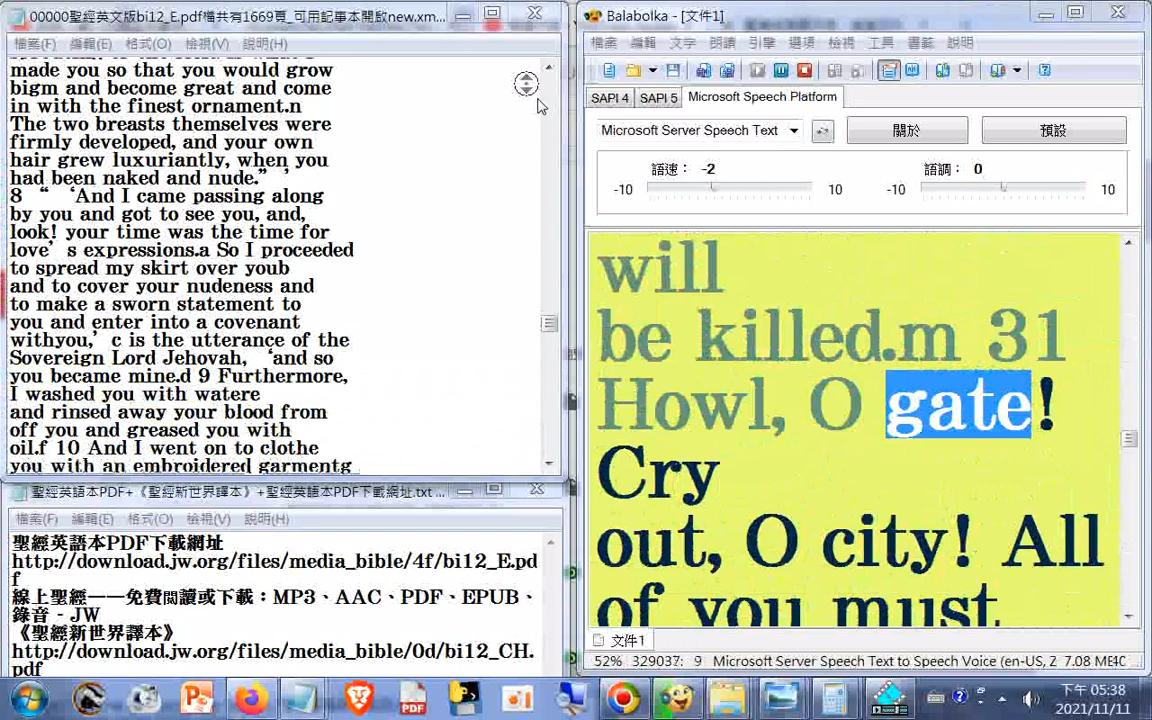 00000聖經英文版bi12_E.pdf檔共有1669頁_可用記事本開啟new.xm...
檔案(F) 編輯(E) 格式(O) 檢視(V) 說明(H)
made you so that you would grow
bigm and become great and come
in with the finest ornament.n
The two breasts themselves were
firmly developed, and your own
hair grew luxuriantly, when you
had been naked and nude.” ’
8 “ ‘And I came passing along
by you and got to see you, and,
look! your time was the time for
love’s expressions.a So I proceeded
to spread my skirt over youb
and to cover your nudeness and
to make a sworn statement to
you and enter into a covenant
withyou,’ c is the utterance of the
Sovereign Lord Jehovah, ‘and so
you became mine.d 9 Furthermore,
I washed you with watere
and rinsed away your blood from
off you and greased you with
oil.f 10 And I went on to clothe
you with an embroidered garmentg
聖經英語本PDF+《聖經新世界譯本》+聖經英語本PDF下載網址.txt ...
檔案(F) 編輯(E) 格式(O) 檢視(V) 說明(H)
聖經英語本PDF下載網址
http://download.jw.org/files/media_bible/4f/bi12_E.pd
f
線上聖經——免費閱讀或下載：MP3、AAC、PDF、EPUB、
錄音 - JW
《聖經新世界譯本》
http://download.jw.org/files/media_bible/0d/bi12_CH.
pdf
Balabolka - [文件1]
檔案 編輯 文字 朗讀 引擎 選項 檢視 工具 書籤 說明
SAPI 4 SAPI 5 Microsoft Speech Platform
Microsoft Server Speech Text 關於 預設
語速： -2 語調： 0
-10 10 -10 10
will
be killed.m 31
Howl, O gate!
Cry
out, O city! All
of you must
文件1
52% 329037: 9 Microsoft Server Speech Text to Speech Voice (en-US, Z 7.08 ME4C
下午 05:38
2021/11/11